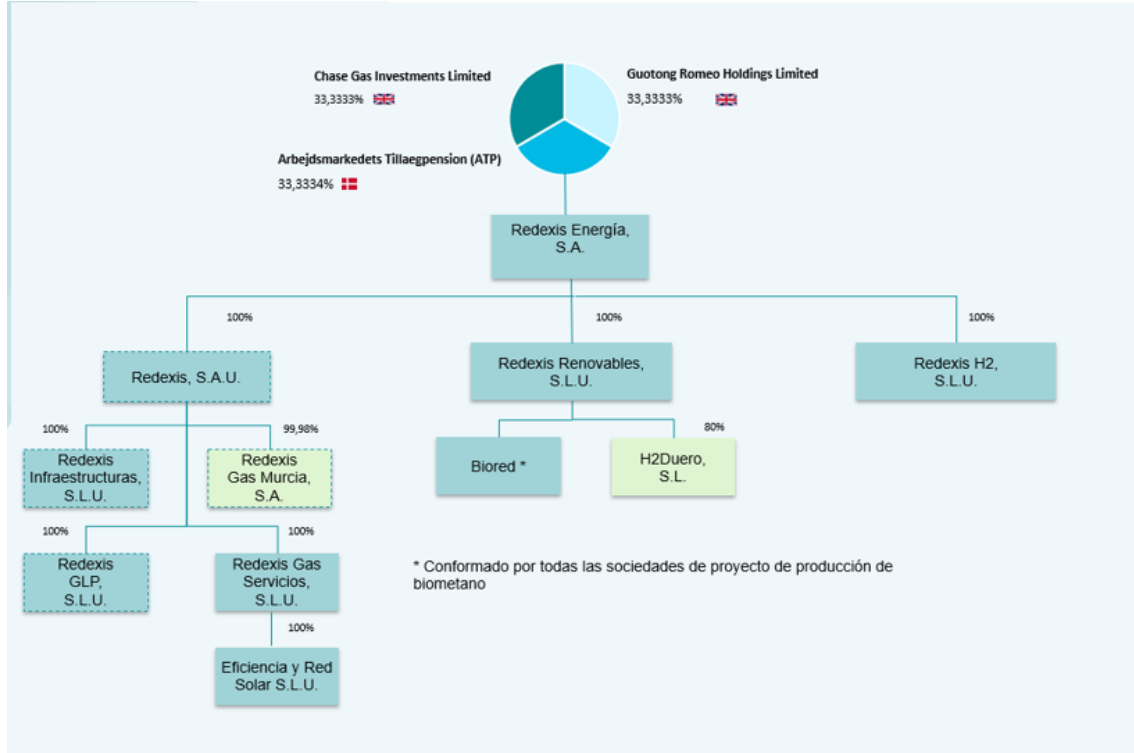 Chase Gas Investments Limited
33,3333%
Guotong Romeo Holdings Limited
33,3333%
Arbejdsmarkedets Tillaegpension (ATP)
33,3334%
Redexis Energía,
S.A.
100%
100%
100%
Redexis, S.A.U.
Redexis Renovables,
S.L.U.
Redexis H2,
S.L.U.
100%
99,98%
80%
Redexis
Infraestructuras,
S.L.U.
Redexis
Gas Murcia,
S.A.
Biored *
H2Duero,
S.L.
100%
100%
Redexis
GLP,
S.L.U.
Redexis Gas
Servicios,
S.L.U.
* Conformado por todas las sociedades de proyecto de producción de
biometano
100%
Eficiencia y Red
Solar S.L.U.